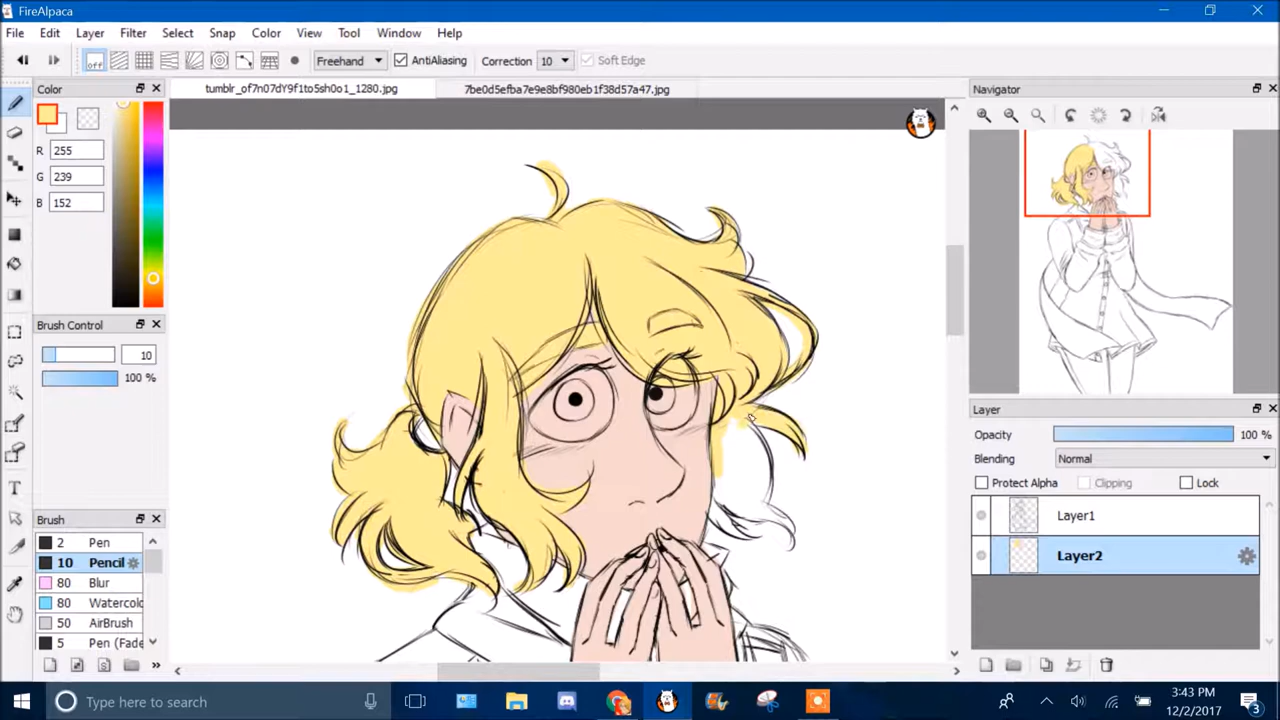 FireAlpaca
File Edit Layer Filter Select Snap Color View Tool Window Help
off Freehand AntiAliasing Correction 10 Soft Edge
Color tumblr_of7n07dY9f1to5sh0o1_1280.jpg 7be0d5efba7e9e8bf980eb1f38d57a47.jpg Navigator
R 255
G 239
B 152
Brush Control
10
100 %
Layer
Opacity 100 %
Blending Normal
Protect Alpha Clipping Lock
Layer1
Layer2
Brush
2 Pen
10 Pencil
80 Blur
80 Watercolo
50 AirBrush
5 Pen (Fade
Type here to search
3:43 PM
12/2/2017
3